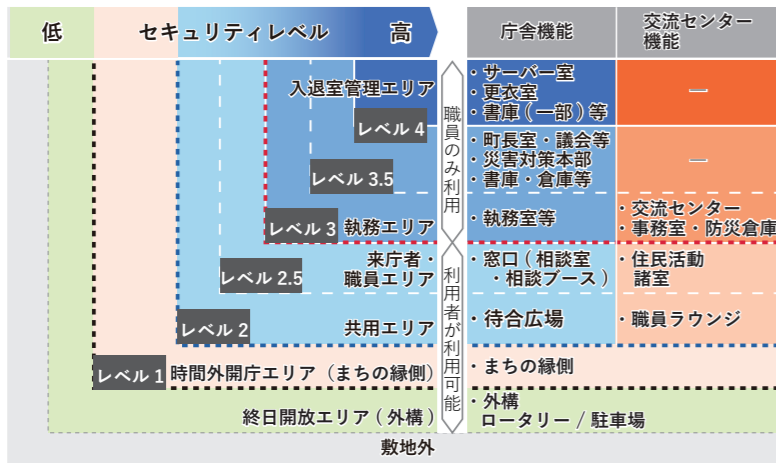 低 セキュリティレベル 高
庁舎機能
交流センター
機能
入退室管理エリア
レベル 4
・サーバー室
・更衣室
・書庫(一部)等
―
レベル 3.5
・町長室・議会等
・災害対策本部
・書庫・倉庫等
―
職員のみ利用
レベル 3 執務エリア
・執務室等
・交流センター
・事務室・防災倉庫
来庁者・
レベル 2.5 職員エリア
・窓口(相談室
・相談ブース)
・住民活動
諸室
利用者が利用可能
レベル 2 共用エリア
・待合広場
・職員ラウンジ
レベル 1 時間外開庁エリア(まちの縁側)
・まちの縁側
終日開放エリア(外構)
・外構
ロータリー / 駐車場
敷地外